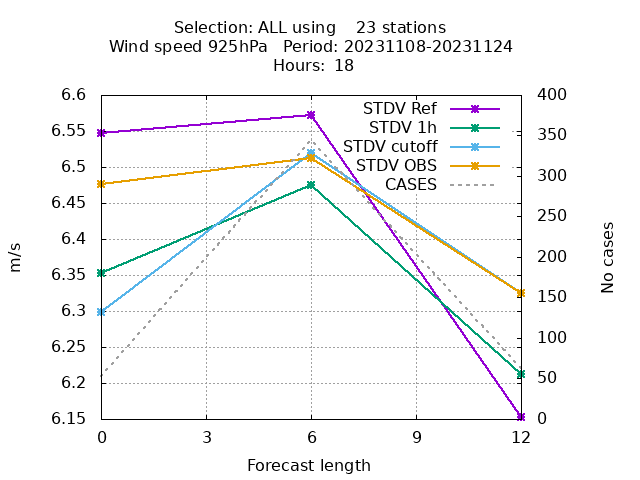 Selection: ALL using    23 stations
Wind speed 925hPa   Period: 20231108-20231124
Hours:  18
6.6
6.55
6.5
6.45
6.4
6.35
6.3
6.25
6.2
6.15
m/s
400
350
300
250
200
150
100
50
0
No cases
STDV Ref
STDV 1h
STDV cutoff
STDV OBS
CASES
0 3 6 9 12
Forecast length